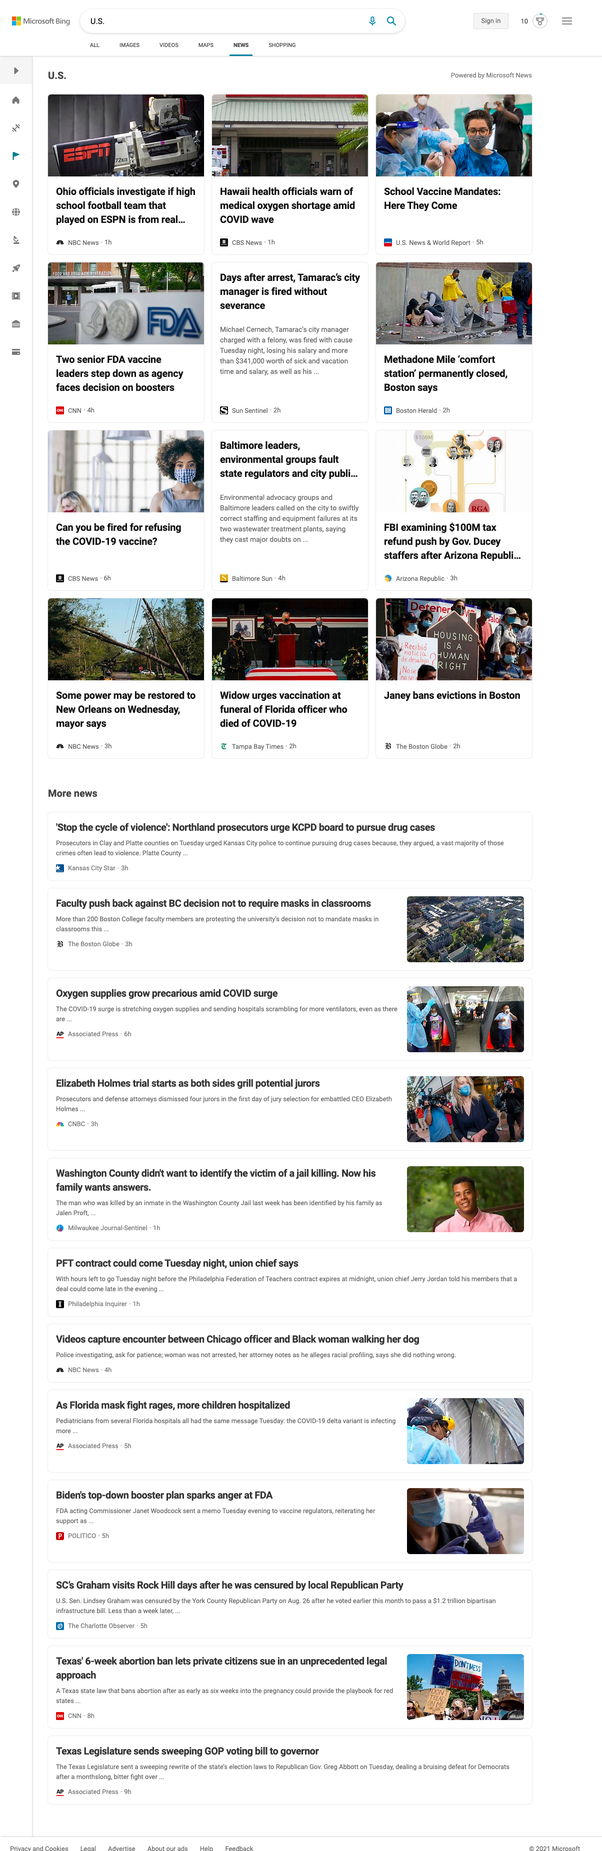 Microsoft Bing
U.S.
Sign in
10
ALL
IMAGES
VIDEOS
MAPS
NEWS
SHOPPING
U.S.
Powered by Microsoft News
ESPN
Ohio officials investigate if high
school football team that
played on ESPN is from real...
NBC News · 1h
Hawaii health officials warn of
medical oxygen shortage amid
COVID wave
CBS News · 1h
School Vaccine Mandates:
Here They Come
U.S. News & World Report · 5h
FDA
Two senior FDA vaccine
leaders step down as agency
faces decision on boosters
CNN · 4h
Days after arrest, Tamarac's city
manager is fired without
severance
Michael Cernech, Tamarac's city manager
charged with a felony, was fired with cause
Tuesday night, losing his salary and more
than $341,000 worth of sick and vacation
time and salary, as well as his ...
Sun Sentinel · 2h
Methadone Mile 'comfort
station' permanently closed,
Boston says
Boston Herald · 2h
Can you be fired for refusing
the COVID-19 vaccine?
CBS News · 6h
Baltimore leaders,
environmental groups fault
state regulators and city publi...
Environmental advocacy groups and
Baltimore leaders called on the city to swiftly
correct staffing and equipment failures at its
two wastewater treatment plants, saying
they cast major doubts on ...
Baltimore Sun · 4h
RGA
FBI examining $100M tax
refund push by Gov. Ducey
staffers after Arizona Republi...
Arizona Republic · 3h
Some power may be restored to
New Orleans on Wednesday,
mayor says
NBC News · 3h
Widow urges vaccination at
funeral of Florida officer who
died of COVID-19
Tampa Bay Times · 2h
HOUSING
IS A
HUMAN
RIGHT
Janey bans evictions in Boston
The Boston Globe · 2h
More news
'Stop the cycle of violence': Northland prosecutors urge KCPD board to pursue drug cases
Prosecutors in Clay and Platte counties on Tuesday urged Kansas City police to continue pursuing drug cases because, they argued, a vast majority of those
crimes often lead to violence. Platte County ...
Kansas City Star · 3h
Faculty push back against BC decision not to require masks in classrooms
More than 200 Boston College faculty members are protesting the university's decision not to mandate masks in
classrooms this ...
The Boston Globe · 3h
Oxygen supplies grow precarious amid COVID surge
The COVID-19 surge is stretching oxygen supplies and sending hospitals scrambling for more ventilators, even as there
are ...
AP Associated Press · 6h
Elizabeth Holmes trial starts as both sides grill potential jurors
Prosecutors and defense attorneys dismissed four jurors in the first day of jury selection for embattled CEO Elizabeth
Holmes ...
CNBC · 3h
Washington County didn't want to identify the victim of a jail killing. Now his
family wants answers.
The man who was killed by an inmate in the Washington County Jail last week has been identified by his family as
Jalen Proft, ...
Milwaukee Journal-Sentinel · 1h
PFT contract could come Tuesday night, union chief says
With hours left to go Tuesday night before the Philadelphia Federation of Teachers contract expires at midnight, union chief Jerry Jordan told his members that a
deal could come late in the evening ...
Philadelphia Inquirer · 1h
Videos capture encounter between Chicago officer and Black woman walking her dog
Police investigating, ask for patience; woman was not arrested, her attorney notes as he alleges racial profiling, says she did nothing wrong.
NBC News · 4h
As Florida mask fight rages, more children hospitalized
Pediatricians from several Florida hospitals all had the same message Tuesday: the COVID-19 delta variant is infecting
more ...
AP Associated Press · 5h
Biden's top-down booster plan sparks anger at FDA
FDA acting Commissioner Janet Woodcock sent a memo Tuesday evening to vaccine regulators, reiterating her
support as ...
POLITICO · 5h
SC's Graham visits Rock Hill days after he was censured by local Republican Party
U.S. Sen. Lindsey Graham was censured by the York County Republican Party on Aug. 26 after he voted earlier this month to pass a $1.2 trillion bipartisan
infrastructure bill. Less than a week later, ...
The Charlotte Observer · 5h
Texas' 6-week abortion ban lets private citizens sue in an unprecedented legal
approach
A Texas state law that bans abortion after as early as six weeks into the pregnancy could provide the playbook for red
states ...
CNN · 8h
Texas Legislature sends sweeping GOP voting bill to governor
The Texas Legislature sent a sweeping rewrite of the state's election laws to Republican Gov. Greg Abbott on Tuesday, dealing a bruising defeat for Democrats
after a monthslong, bitter fight over ...
AP Associated Press · 9h
Privacy and Cookies
Legal
Advertise
About our ads
Help
Feedback
© 2021 Microsoft